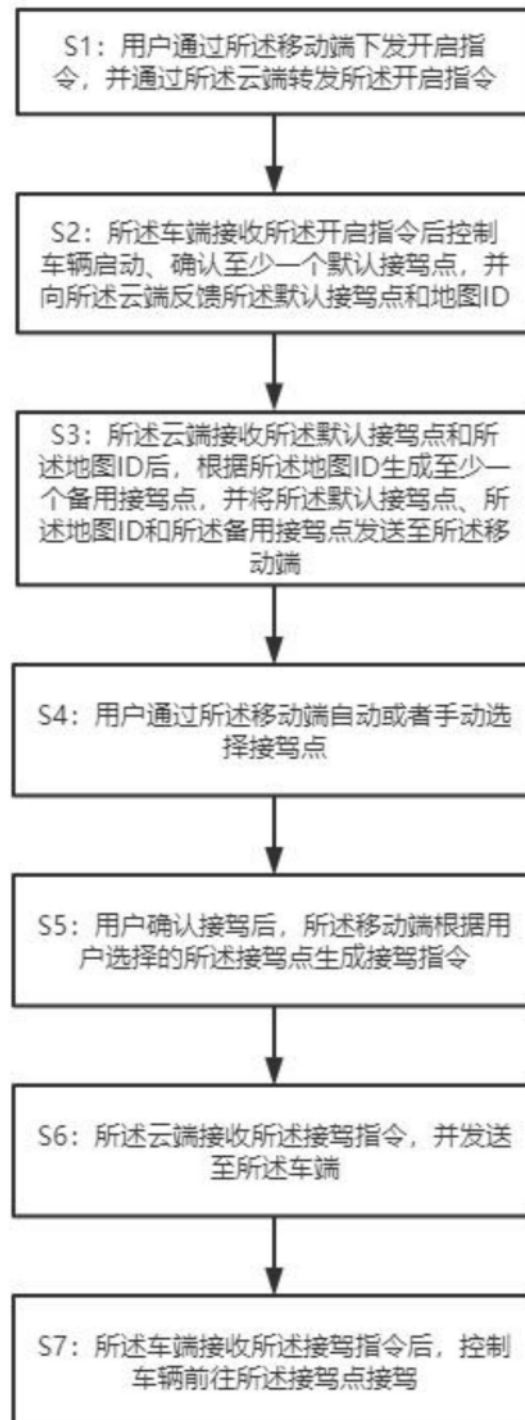 S1：用户通过所述移动端下发开启指
令，并通过所述云端转发所述开启指令
S2：所述车端接收所述开启指令后控制
车辆启动、确认至少一个默认接驾点，并
向所述云端反馈所述默认接驾点和地图ID
S3：所述云端接收所述默认接驾点和所
述地图ID后，根据所述地图ID生成至少一
个备用接驾点，并将所述默认接驾点、所
述地图ID和所述备用接驾点发送至所述移
动端
S4：用户通过所述移动端自动或者手动选
择接驾点
S5：用户确认接驾后，所述移动端根据用
户选择的所述接驾点生成接驾指令
S6：所述云端接收所述接驾指令，并发送
至所述车端
S7：所述车端接收所述接驾指令后，控制
车辆前往所述接驾点接驾